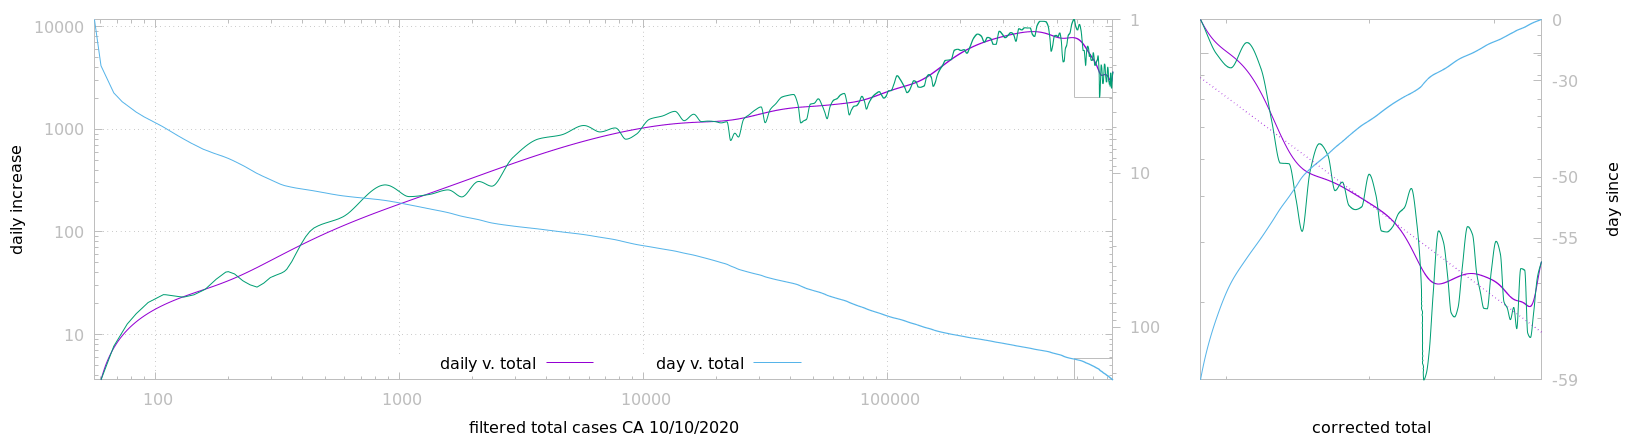 10000
1000
100
10
daily increase
100
1000
10000
100000
filtered total cases CA 10/10/2020
daily v. total
day v. total
1
10
100
0
-30
-50
-55
-59
day since
corrected total